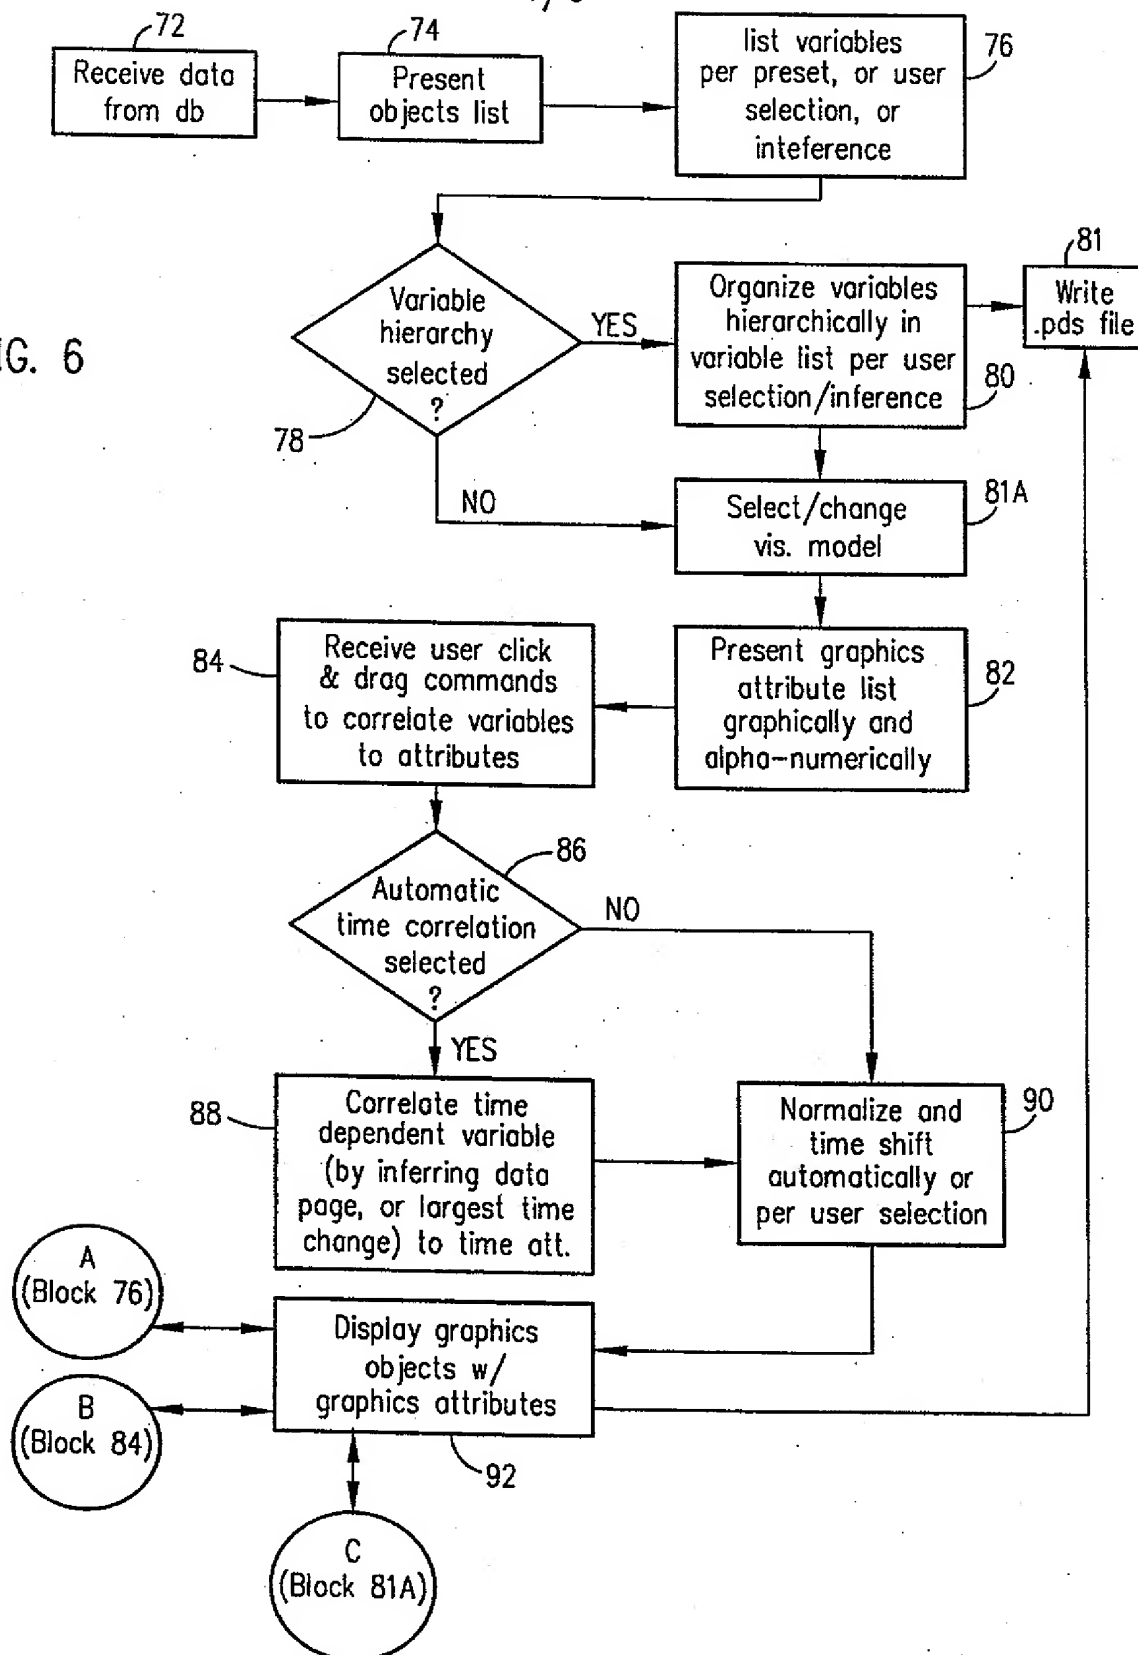 72
Receive data
from db
74
Present
objects list
list variables
per preset, or user
selection, or
inteference
76
Variable
hierarchy
selected
?
78
YES
NO
Organize variables
hierarchically in
variable list per user
selection/inference
80
81
Write
.pds file
FIG. 6
Select/change
vis. model
81A
84
Receive user click
& drag commands
to correlate variables
to attributes
Present graphics
attribute list
graphically and
alpha-numerically
82
86
Automatic
time correlation
selected
?
NO
YES
88
Correlate time
dependent variable
(by inferring data
page, or largest time
change) to time att.
Normalize and
time shift
automatically or
per user selection
90
A
(Block 76)
Display graphics
objects w/
graphics attributes
B
(Block 84)
92
C
(Block 81A)